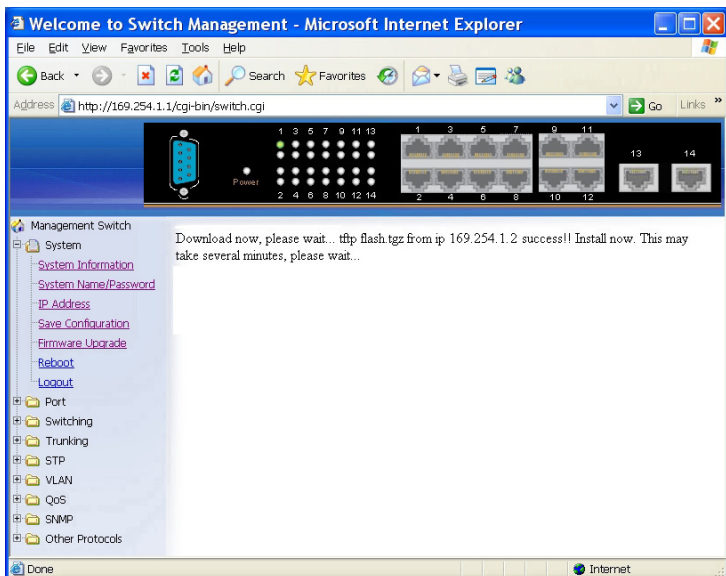 Welcome to Switch Management - Microsoft Internet Explorer
File Edit View Favorites Tools Help
Back Search Favorites
Address http://169.254.1.1/cgi-bin/switch.cgi Go Links »
1 3 5 7 9 11 13
Power
2 4 6 8 10 12 14
1 3 5 7 9 11
13 14
2 4 6 8 10 12
Management Switch
System
System Information
System Name/Password
IP Address
Save Configuration
Firmware Upgrade
Reboot
Logout
Port
Switching
Trunking
STP
VLAN
QoS
SNMP
Other Protocols
Download now, please wait... tftp flash.tgz from ip 169.254.1.2 success!! Install now. This may
take several minutes, please wait...
Done Internet